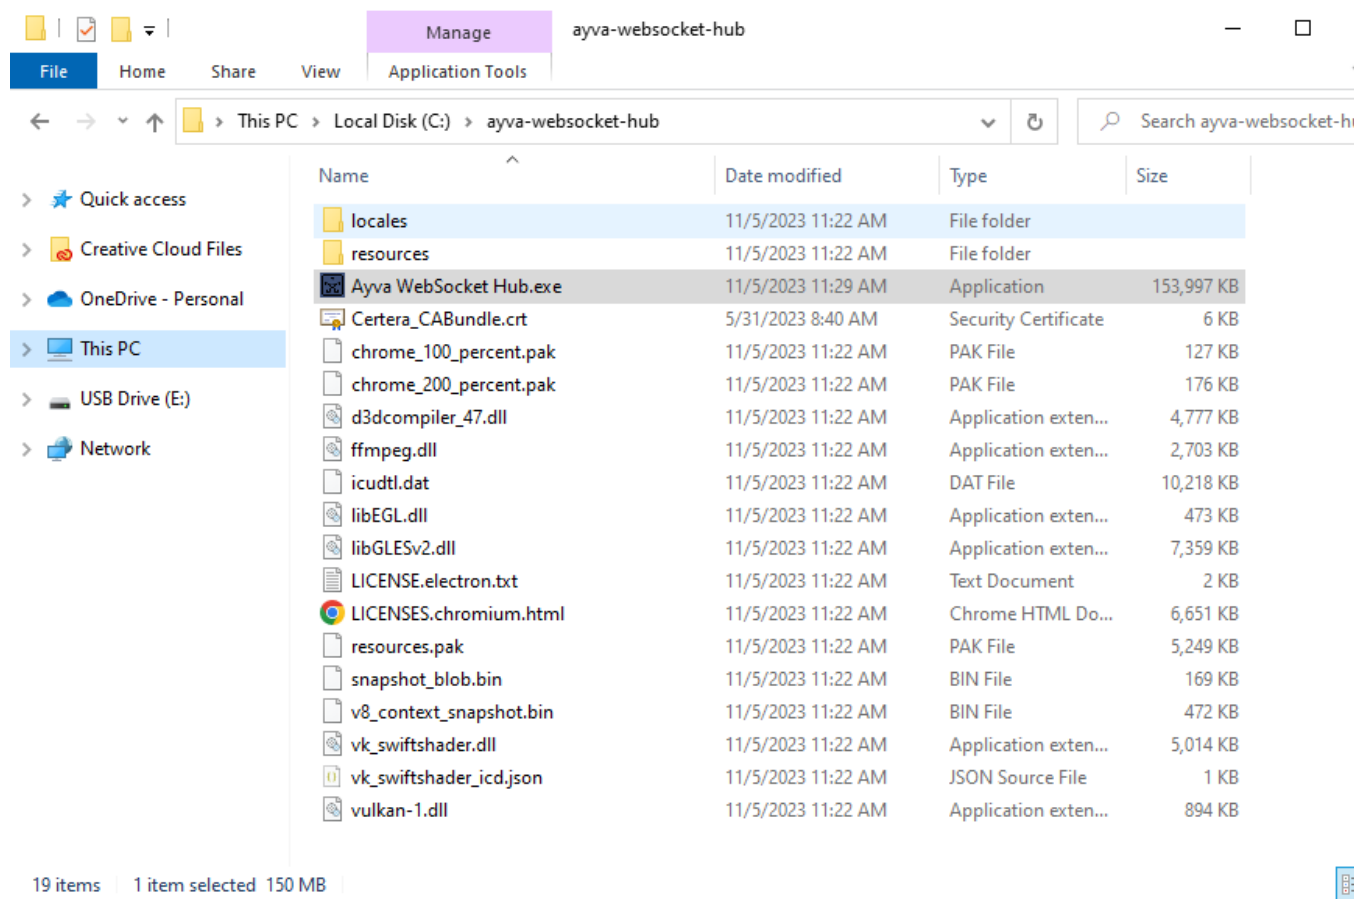 Manage
ayva-websocket-hub
File Home Share View Application Tools
This PC Local Disk (C:) ayva-websocket-hub
Search ayva-websocket-h
Name Date modified Type Size
Quick access
Creative Cloud Files
OneDrive - Personal
This PC
USB Drive (E:)
Network
locales 11/5/2023 11:22 AM File folder
resources 11/5/2023 11:22 AM File folder
Ayva WebSocket Hub.exe 11/5/2023 11:29 AM Application 153,997 KB
Certera_CABundle.crt 5/31/2023 8:40 AM Security Certificate 6 KB
chrome_100_percent.pak 11/5/2023 11:22 AM PAK File 127 KB
chrome_200_percent.pak 11/5/2023 11:22 AM PAK File 176 KB
d3dcompiler_47.dll 11/5/2023 11:22 AM Application exten... 4,777 KB
ffmpeg.dll 11/5/2023 11:22 AM Application exten... 2,703 KB
icudtl.dat 11/5/2023 11:22 AM DAT File 10,218 KB
libEGL.dll 11/5/2023 11:22 AM Application exten... 473 KB
libGLESv2.dll 11/5/2023 11:22 AM Application exten... 7,359 KB
LICENSE.electron.txt 11/5/2023 11:22 AM Text Document 2 KB
LICENSES.chromium.html 11/5/2023 11:22 AM Chrome HTML Do... 6,651 KB
resources.pak 11/5/2023 11:22 AM PAK File 5,249 KB
snapshot_blob.bin 11/5/2023 11:22 AM BIN File 169 KB
v8_context_snapshot.bin 11/5/2023 11:22 AM BIN File 472 KB
vk_swiftshader.dll 11/5/2023 11:22 AM Application exten... 5,014 KB
vk_swiftshader_icd.json 11/5/2023 11:22 AM JSON Source File 1 KB
vulkan-1.dll 11/5/2023 11:22 AM Application exten... 894 KB
19 items 1 item selected 150 MB